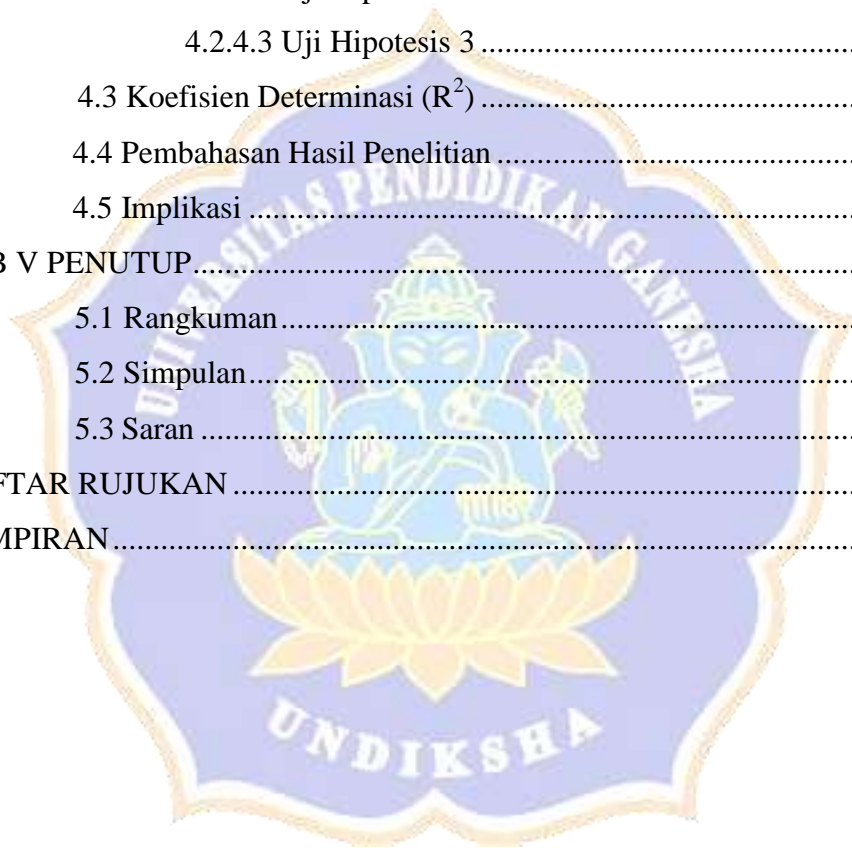 4.2.4.3 Uji Hipotesis 3 ........................................................
4.3 Koefisien Determinasi (R²) ........................................................
4.4 Pembahasan Hasil Penelitian ........................................................
4.5 Implikasi ........................................................
B V PENUTUP ........................................................
5.1 Rangkuman ........................................................
5.2 Simpulan ........................................................
5.3 Saran ........................................................
FTAR RUJUKAN ........................................................
MPIRAN ........................................................
UNIVERSITAS PENDIDIKAN GANESHA
UNDIKSHA